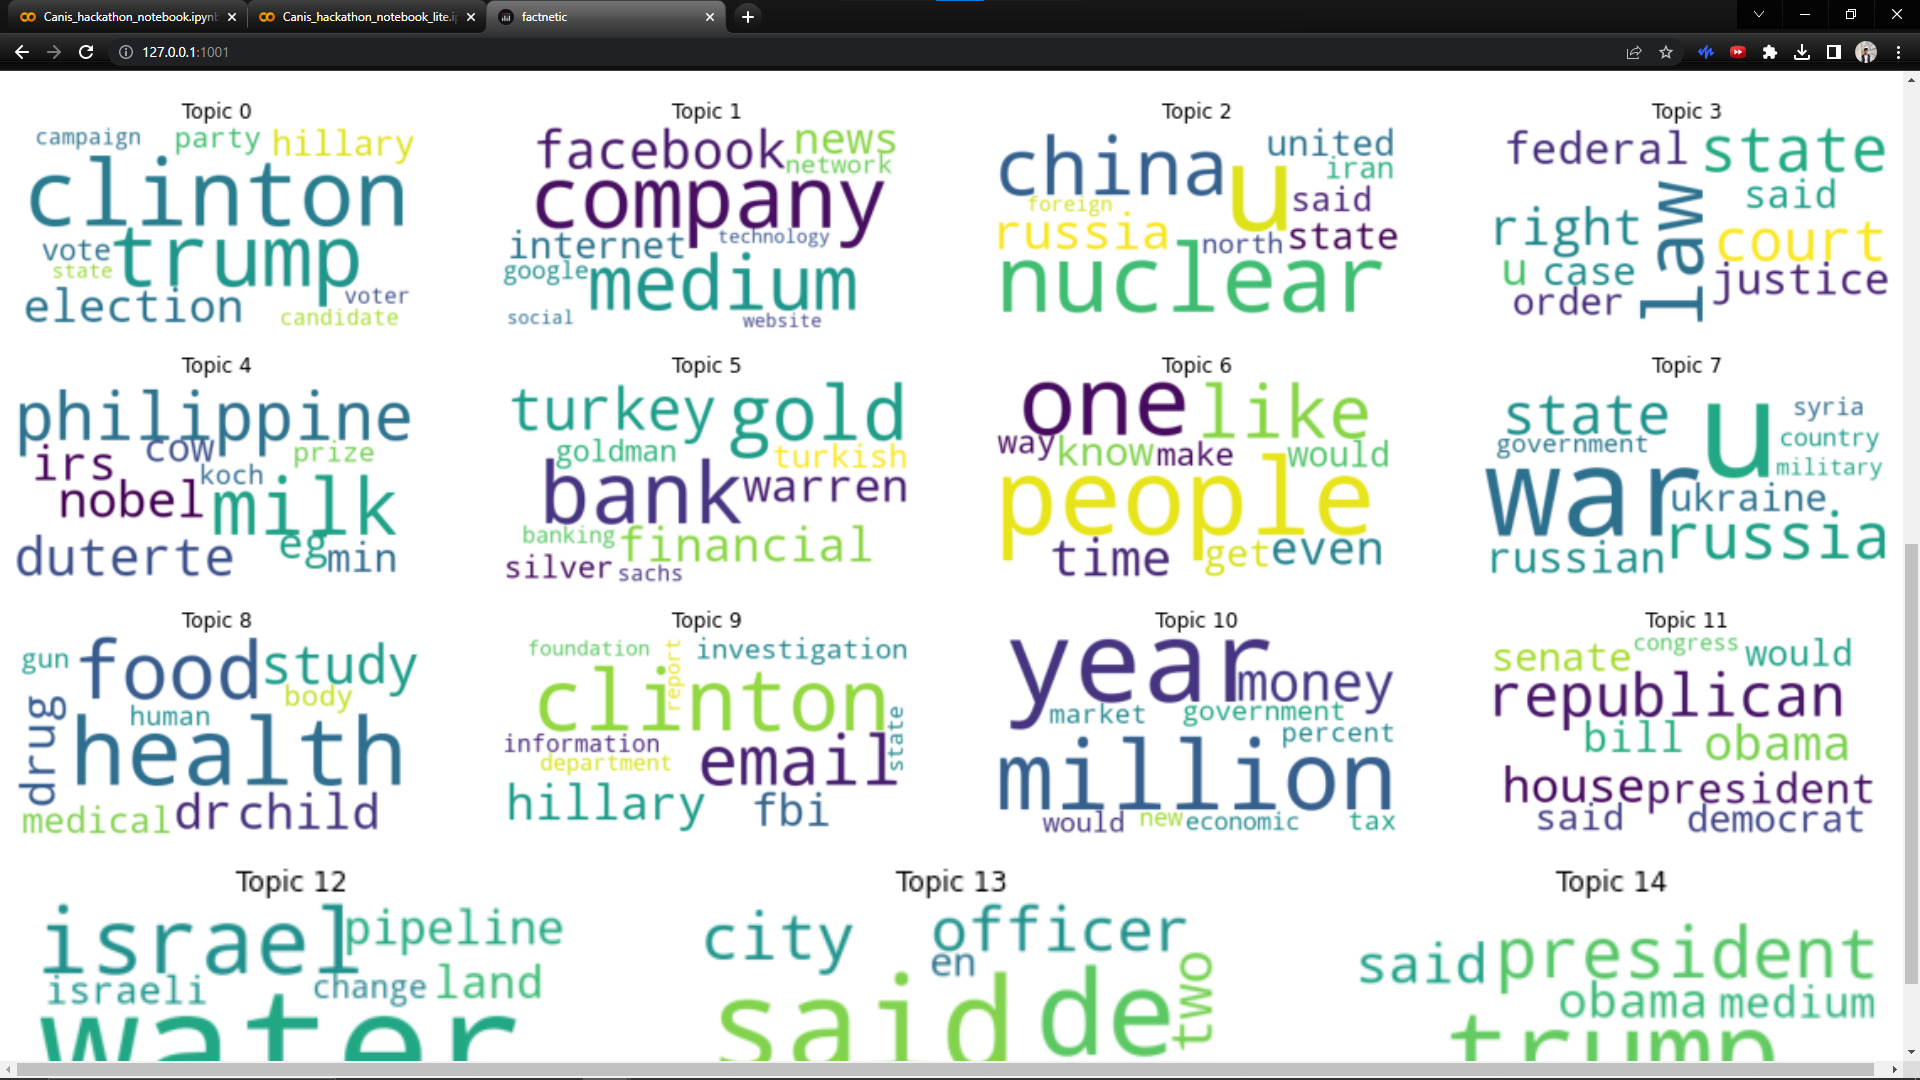 Canis_hackathon_notebook.ipynb
Canis_hackathon_notebook_lite.ip
factnetic
127.0.0.1:1001
Topic 0
campaign party hillary
clinton
vote trump
state
election voter
candidate
Topic 1
facebook news
network
company
internet technology
google medium
social website
Topic 2
china u united
iran
foreign said
russia north state
nuclear
Topic 3
federal state
said
right law court
u case justice
order
Topic 4
philippine
irs cow prize
koch
nobel milk
duterte eg min
Topic 5
turkey gold
goldman turkish
bank warren
banking financial
silver sachs
Topic 6
one like
way know make would
people
time get even
Topic 7
state u syria
government country
military
war ukraine
russian russia
Topic 8
gun food study
body
drug human
health
medical dr child
Topic 9
foundation report investigation
clinton
information state
department email
hillary fbi
Topic 10
year money
market government
percent
million
would new economic tax
Topic 11
senate congress would
republican
bill obama
house president
said democrat
Topic 12
israel pipeline
israeli change land
water
Topic 13
city officer
en
said de two
Topic 14
said president
obama medium
trump